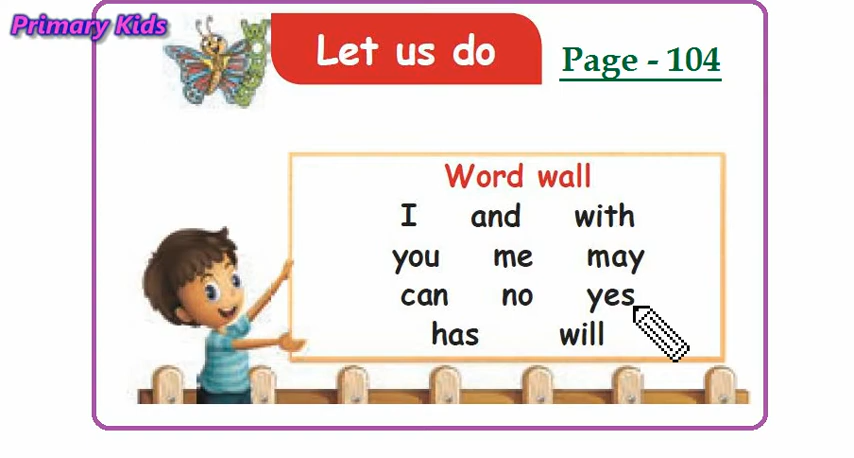 Primary Kids
Let us do
Page - 104
Word wall
I and with
you me may
can no yes
has will